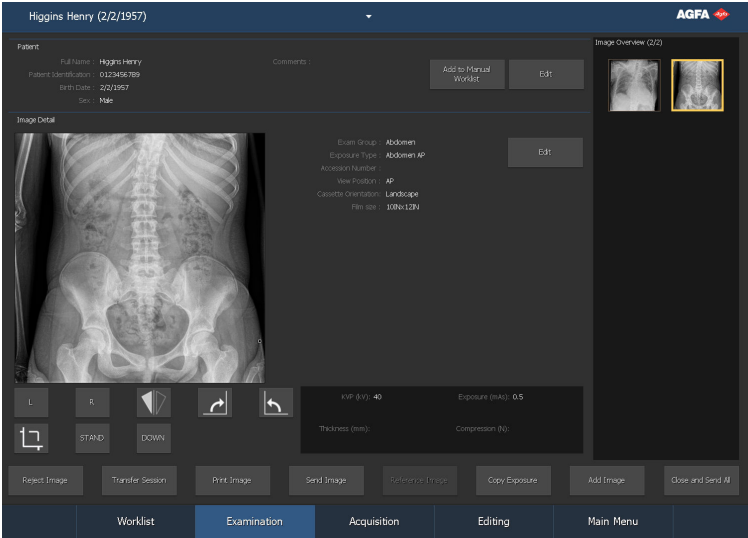 Higgins Henry (2/2/1957)
AGFA Agfa
Patient
Full Name : Higgins Henry
Comments :
Patient Identification : 0123456789
Birth Date : 2/2/1957
Sex : Male
Add to Manual
Worklist
Edit
Image Overview (2/2)
Image Detail
Exam Group : Abdomen
Exposure Type : Abdomen AP
Accession Number :
View Position : AP
Cassette Orientation: Landscape
Film size : 10INx12IN
Edit
L
R
STAND
DOWN
KVP (kV): 40
Exposure (mAs): 0.5
Thickness (mm):
Compression (N):
Reject Image
Transfer Session
Print Image
Send Image
Reference Image
Copy Exposure
Add Image
Close and Send All
Worklist
Examination
Acquisition
Editing
Main Menu